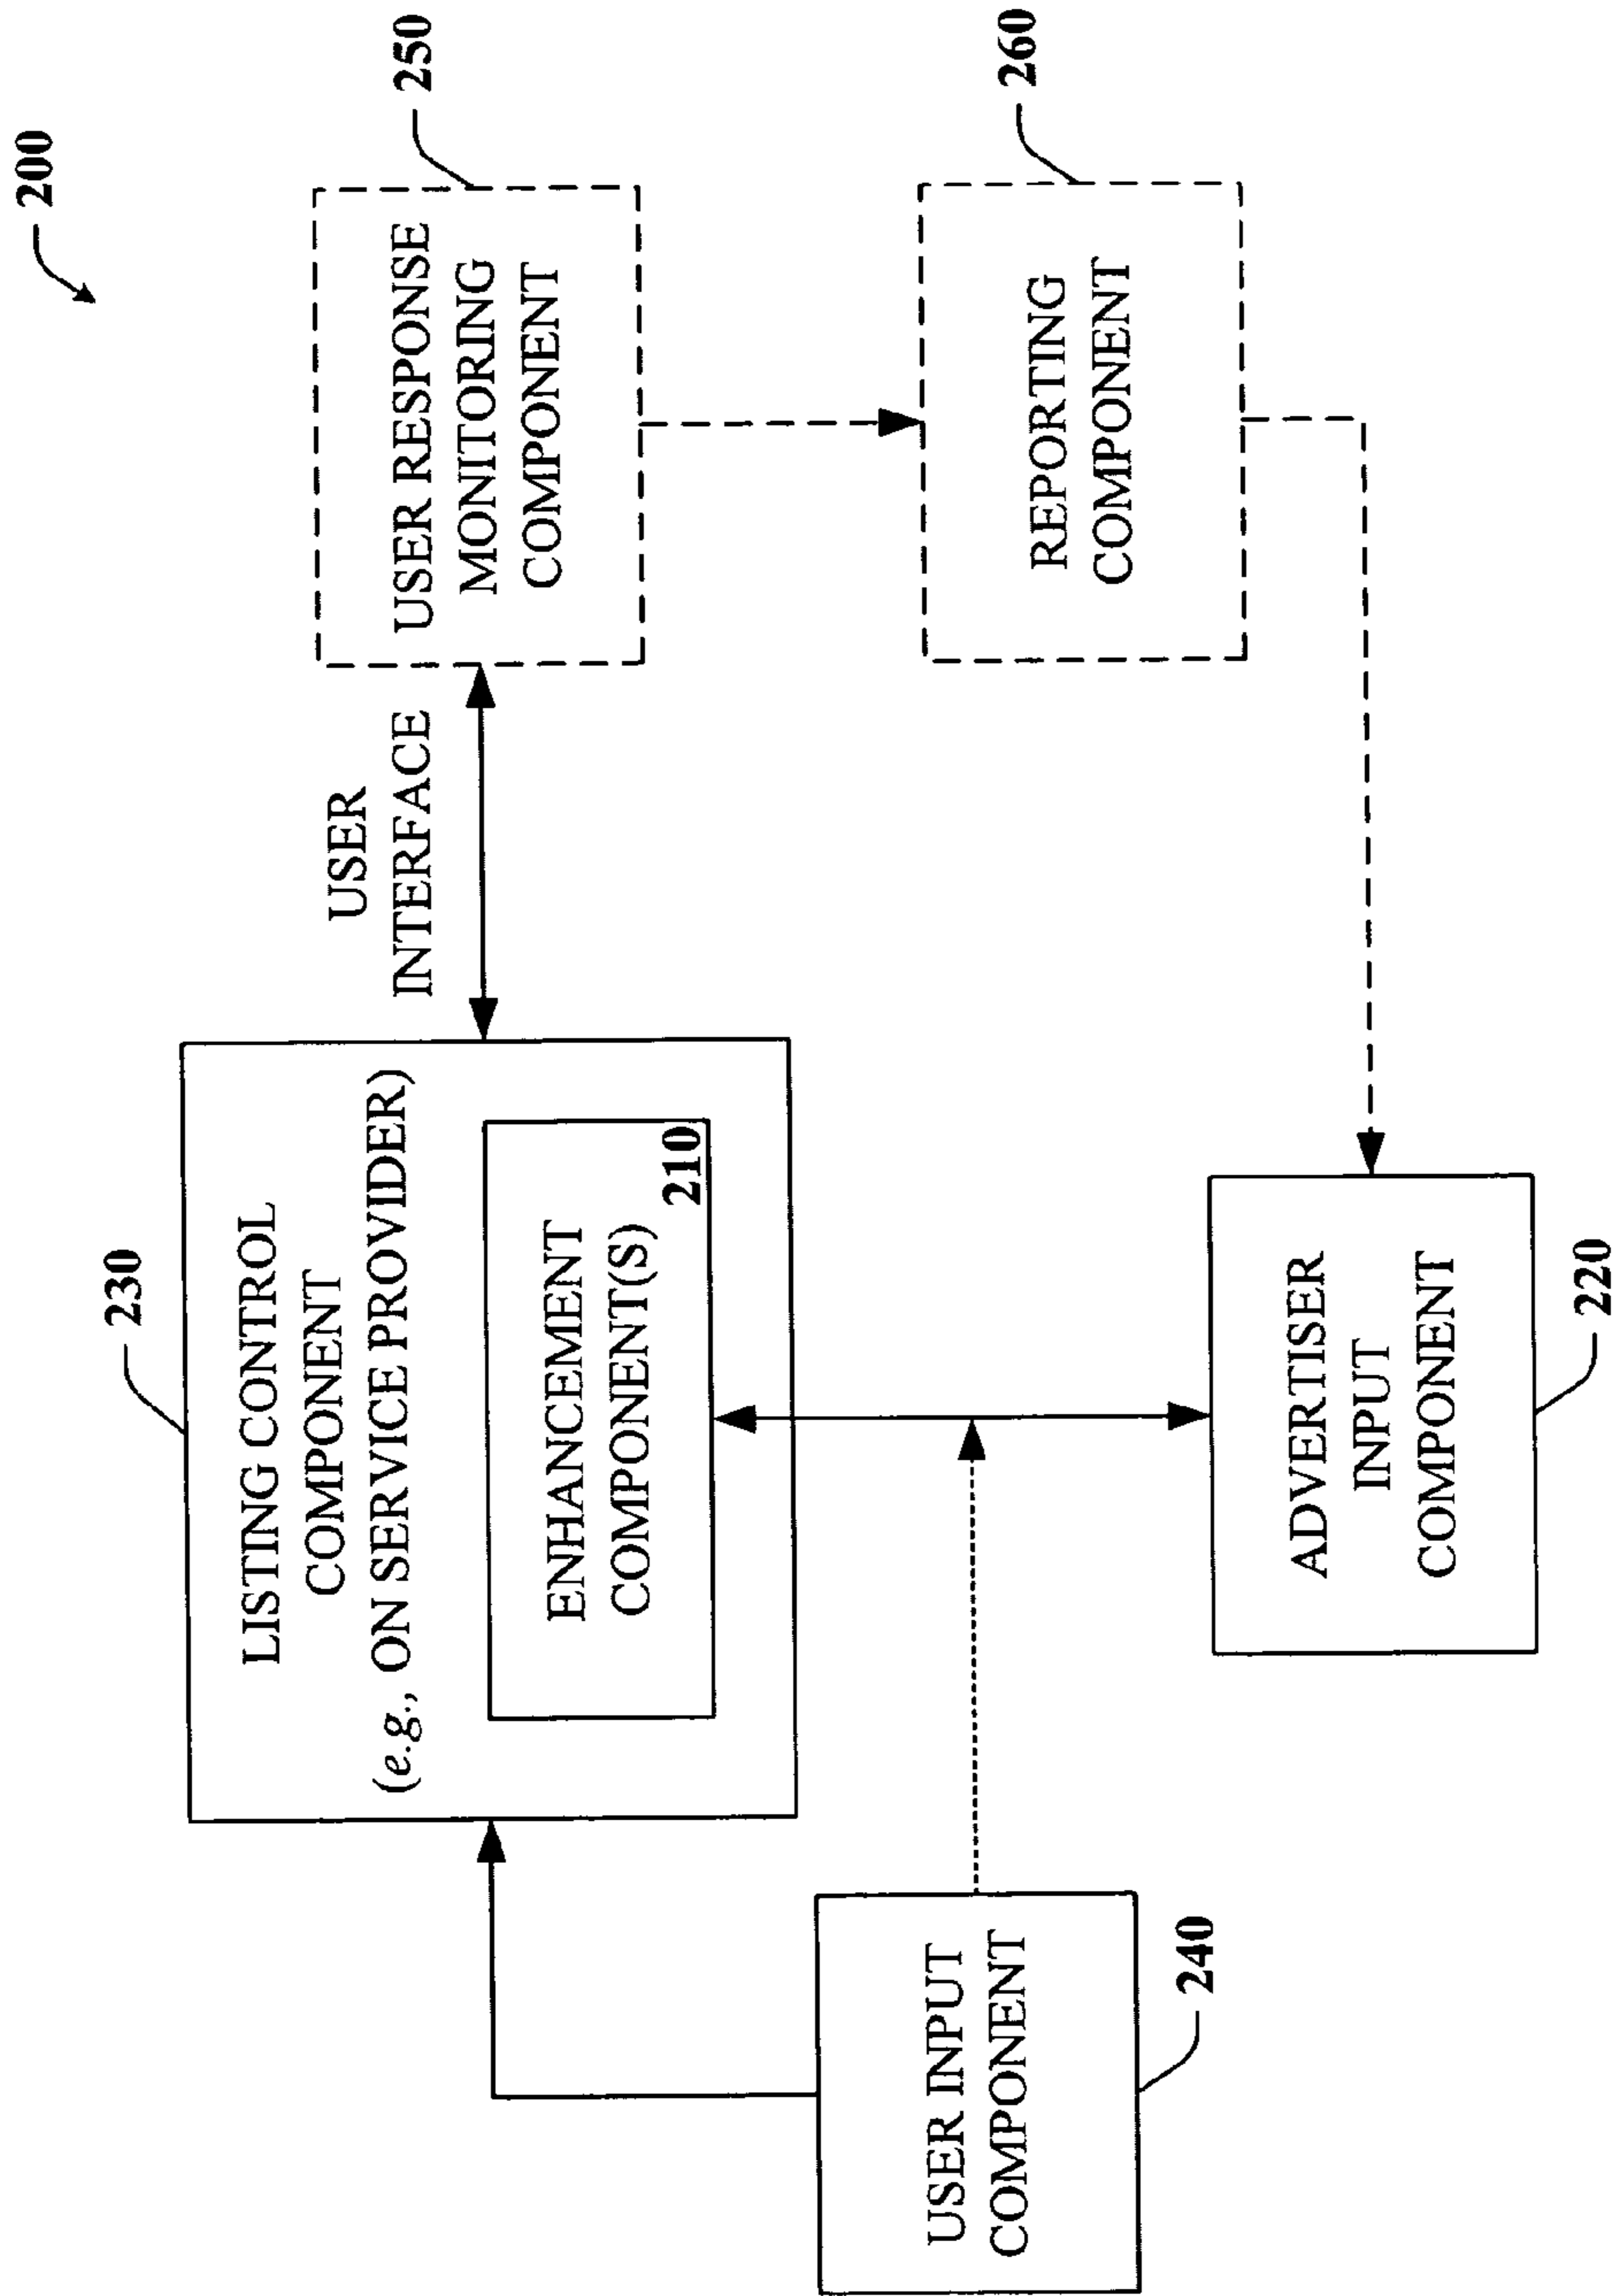 200
230
LISTING CONTROL
COMPONENT
(e.g., ON SERVICE PROVIDER)
ENHANCEMENT
COMPONENT(S)
210
USER
INTERFACE
250
USER RESPONSE
MONITORING
COMPONENT
USER INPUT
COMPONENT
240
ADVERTISER
INPUT
COMPONENT
220
260
REPORTING
COMPONENT